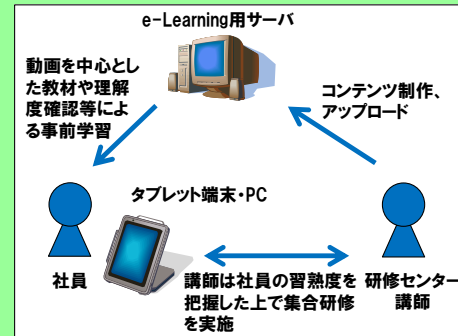 e-Learning用サーバ
動画を中心とし
た教材や理解
度確認等によ
る事前学習
コンテンツ制作、
アップロード
タブレット端末・PC
社員
講師は社員の習熟度を
把握した上で集合研修
を実施
研修センター
講師